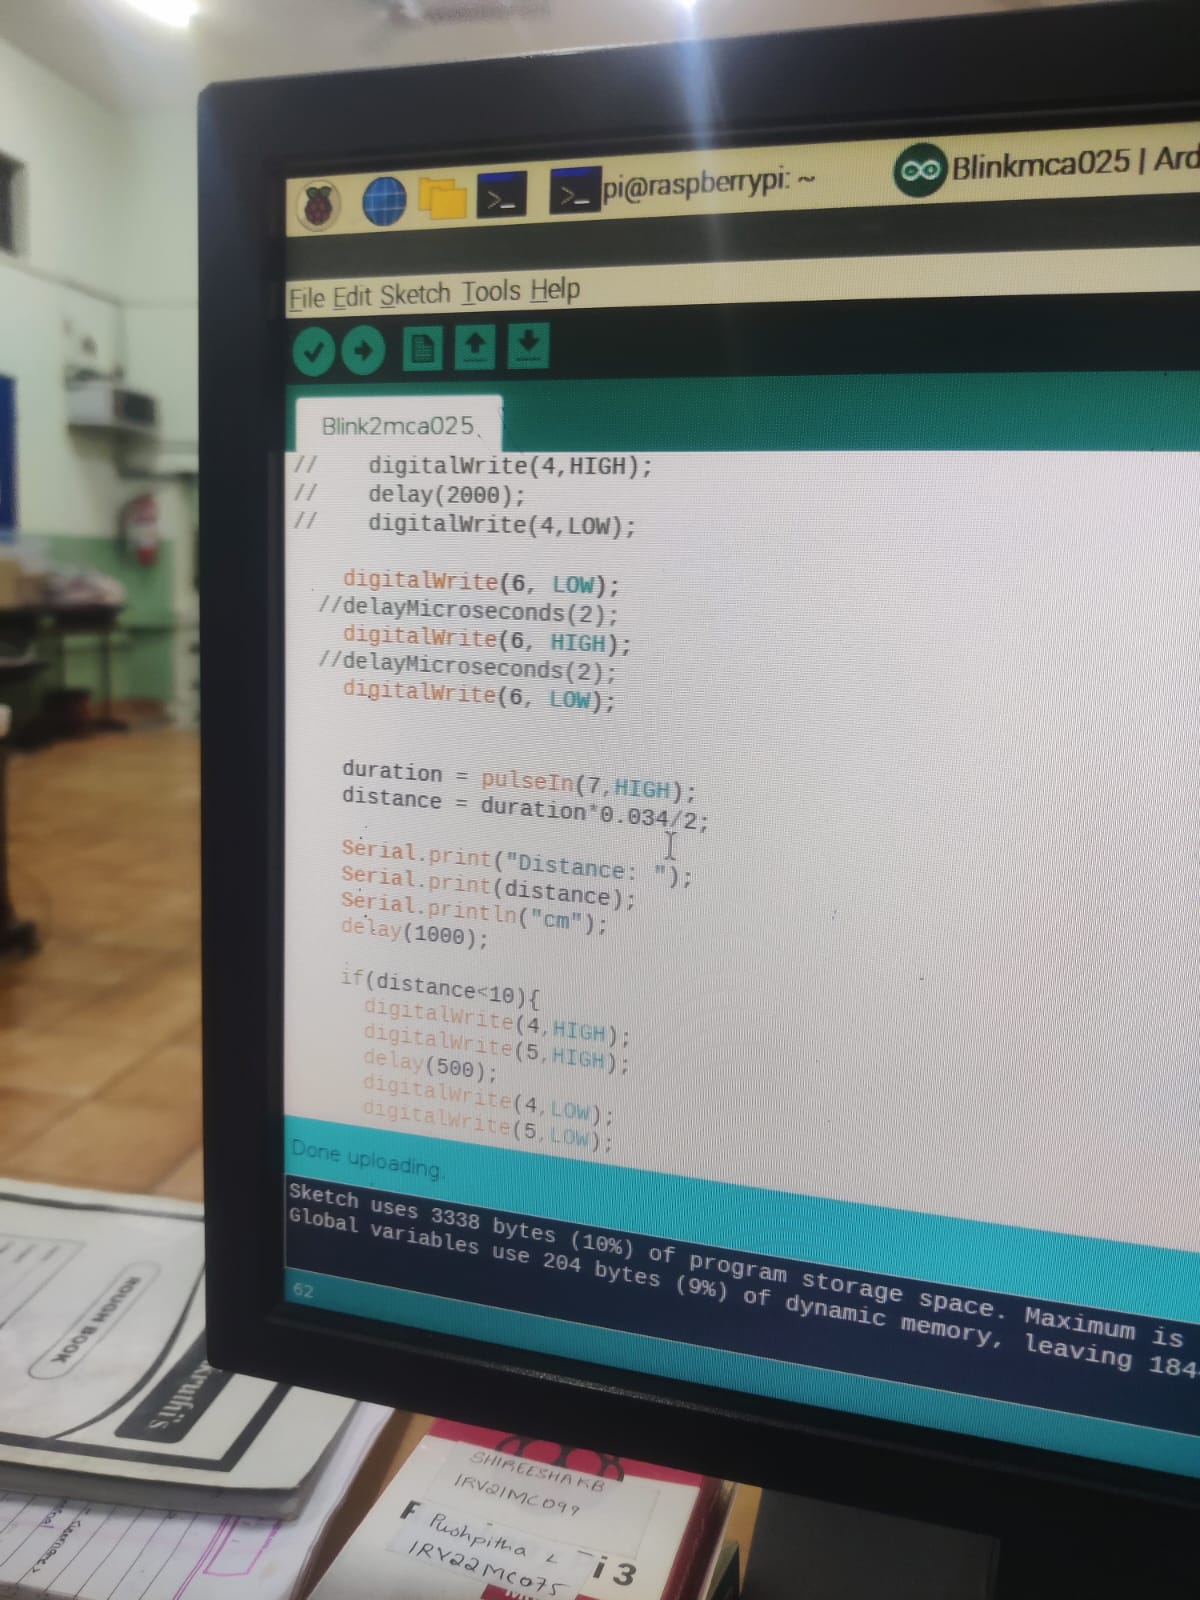 pi@raspberrypi: ~
Blinkmca025 | Ard
File Edit Sketch Tools Help
Blink2mca025
// digitalWrite(4,HIGH);
// delay(2000);
// digitalWrite(4,LOW);
digitalWrite(6, LOW);
//delayMicroseconds(2);
digitalWrite(6, HIGH);
//delayMicroseconds(2);
digitalWrite(6, LOW);
duration = pulseIn(7,HIGH);
distance = duration*0.034/2;
Serial.print("Distance: ");
Serial.print(distance);
Serial.println("cm");
delay(1000);
if(distance<10){
digitalWrite(4,HIGH);
digitalWrite(5,HIGH);
delay(500);
digitalWrite(4,LOW);
digitalWrite(5,LOW);
Done uploading.
Sketch uses 3338 bytes (10%) of program storage space. Maximum is
Global variables use 204 bytes (9%) of dynamic memory, leaving 184
62
ROUGH BOOK
kruthi's
SHIREESHA KB
1RV21MC099
F Pushpitha L i3
1RV22MC075